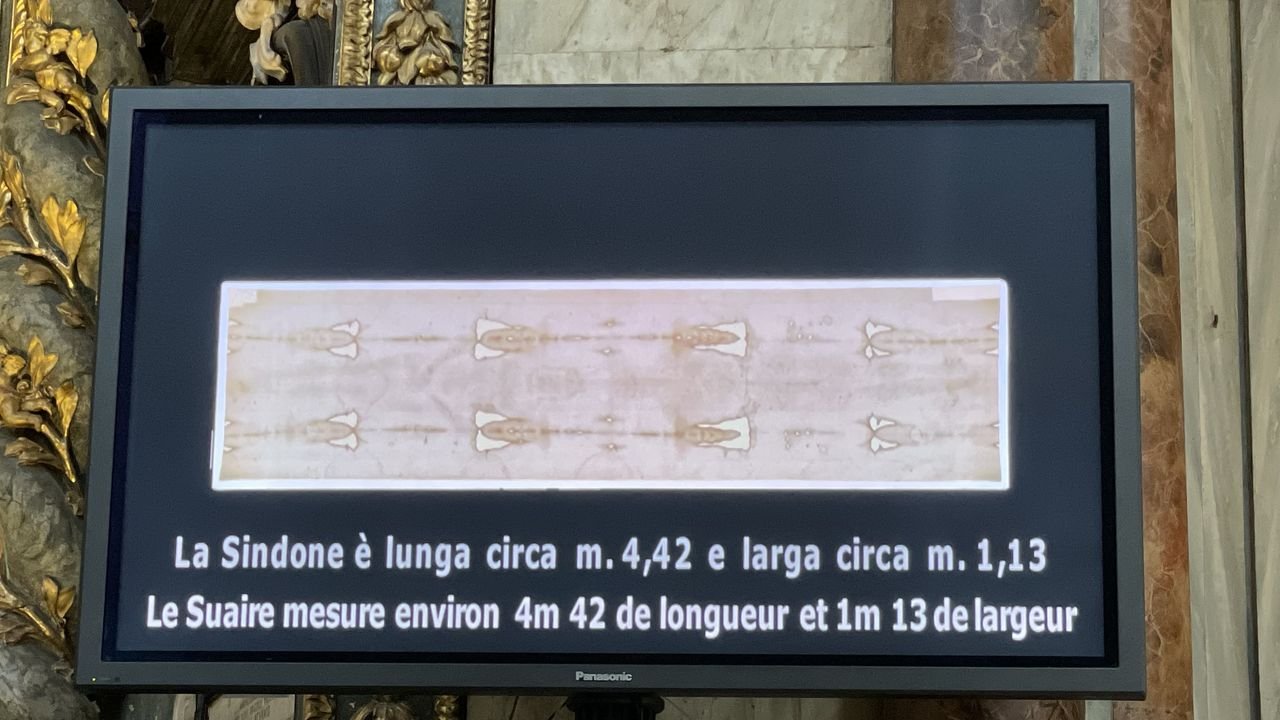 La Sindone è lunga circa m. 4,42 e larga circa m. 1,13
Le Suaire mesure environ 4m 42 de longueur et 1m 13 de largeur
Panasonic